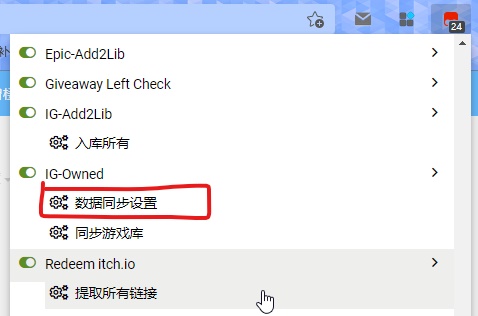 24
补
Epic-Add2Lib
Giveaway Left Check
IG-Add2Lib
入库所有
IG-Owned
数据同步设置
同步游戏库
Redeem itch.io
提取所有链接